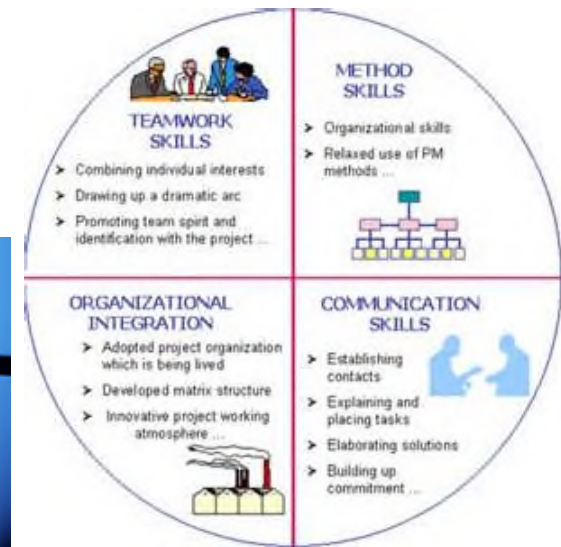 TEAMWORK
SKILLS
➤ Combining individual interests
➤ Drawing up a dramatic arc
➤ Promoting team spirit and
identification with the project ...
METHOD
SKILLS
➤ Organizational skills
➤ Relaxed use of PM
methods ...
ORGANIZATIONAL
INTEGRATION
➤ Adopted project organization
which is being lived
➤ Developed matrix structure
➤ Innovative project working
atmosphere ...
COMMUNICATION
SKILLS
➤ Establishing
contacts
➤ Explaining and
placing tasks
➤ Elaborating solutions
➤ Building up
commitment ...